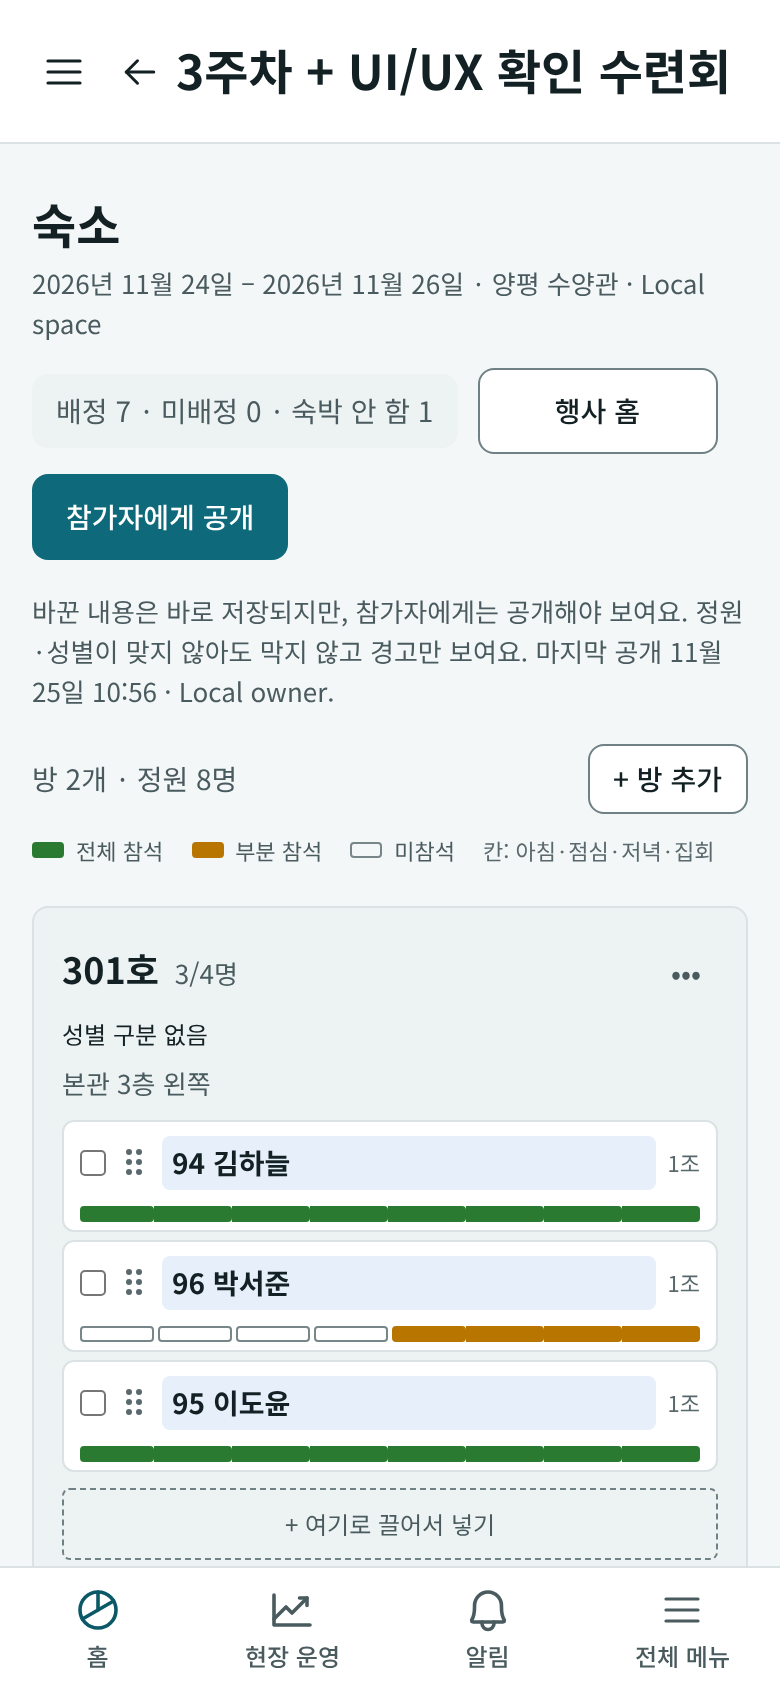 3주차 + UI/UX 확인 수련회
숙소
2026년 11월 24일 – 2026년 11월 26일 · 양평 수양관 · Local
space
배정 7 · 미배정 0 · 숙박 안 함 1
행사 홈
참가자에게 공개
바꾼 내용은 바로 저장되지만, 참가자에게는 공개해야 보여요. 정원
·성별이 맞지 않아도 막지 않고 경고만 보여요. 마지막 공개 11월
25일 10:56 · Local owner.
방 2개 · 정원 8명
+ 방 추가
전체 참석 부분 참석 미참석 칸: 아침·점심·저녁·집회
301호 3/4명
성별 구분 없음
본관 3층 왼쪽
94 김하늘 1조
96 박서준 1조
95 이도윤 1조
+ 여기로 끌어서 넣기
홈 현장 운영 알림 전체 메뉴